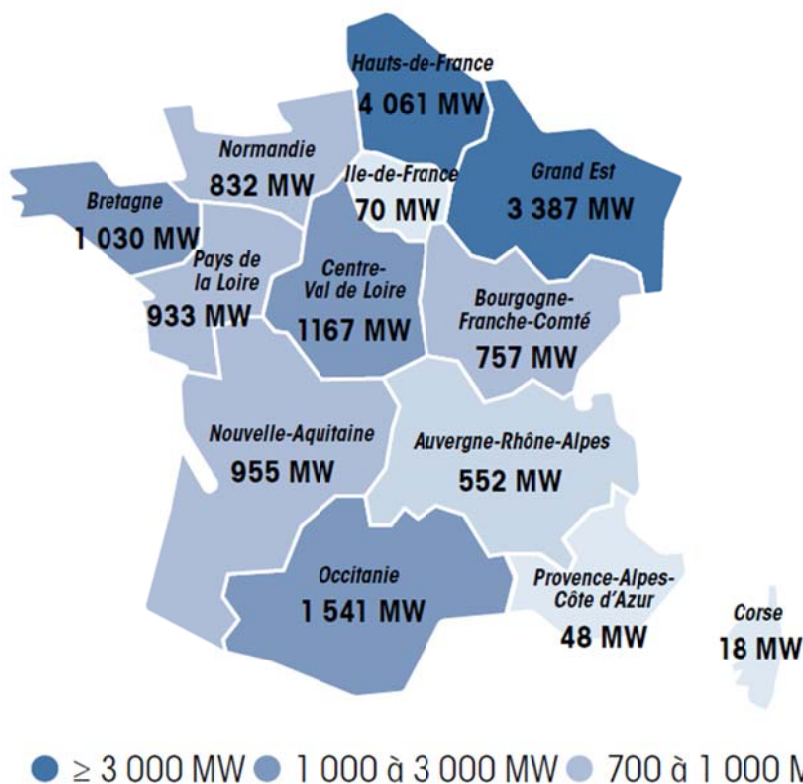 Hauts-de-France
4 061 MW
Normandie
832 MW
Ile-de-France
70 MW
Grand Est
3 387 MW
Bretagne
1 030 MW
Pays de
la Loire
933 MW
Centre-
Val de Loire
1167 MW
Bourgogne-
Franche-Comté
757 MW
Nouvelle-Aquitaine
955 MW
Auvergne-Rhône-Alpes
552 MW
Occitanie
1 541 MW
Provence-Alpes-
Côte d'Azur
48 MW
Corse
18 MW
≥ 3 000 MW 1 000 à 3 000 MW 700 à 1 000 M